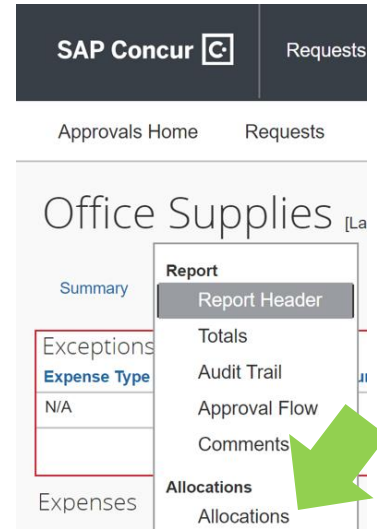 SAP Concur C Requests
Approvals Home Requests
Office Supplies
Summary
Report
Report Header
Totals
Audit Trail
Approval Flow
Comments
Allocations
Allocations
Exceptions
Expense Type
N/A
Expenses